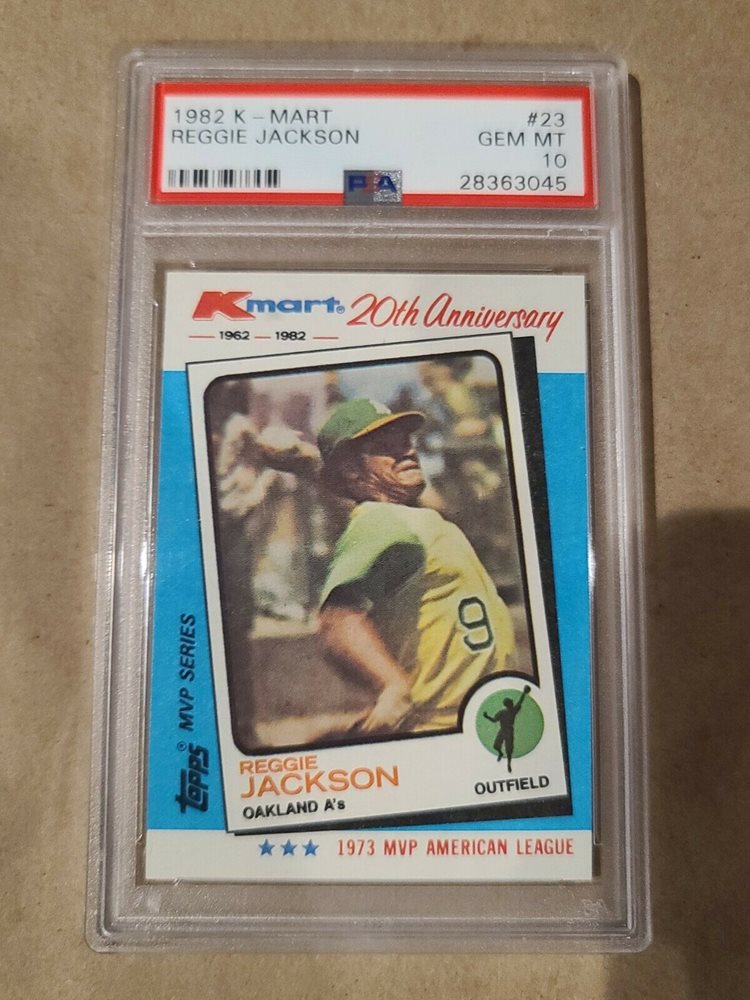 1982 K-MART #23
REGGIE JACKSON GEM MT
10
PSA 28363045
Kmart® 20th Anniversary
1962 — 1982
9
REGGIE
JACKSON
OAKLAND A's
OUTFIELD
topps® MVP SERIES
★★★ 1973 MVP AMERICAN LEAGUE